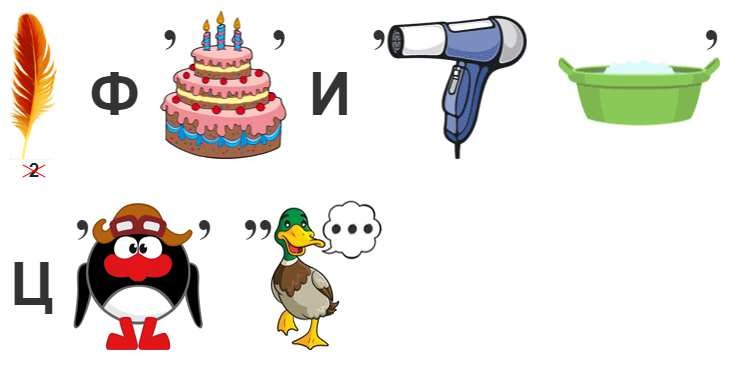 Ф , , И , ,
2
Ц , , ,, ...